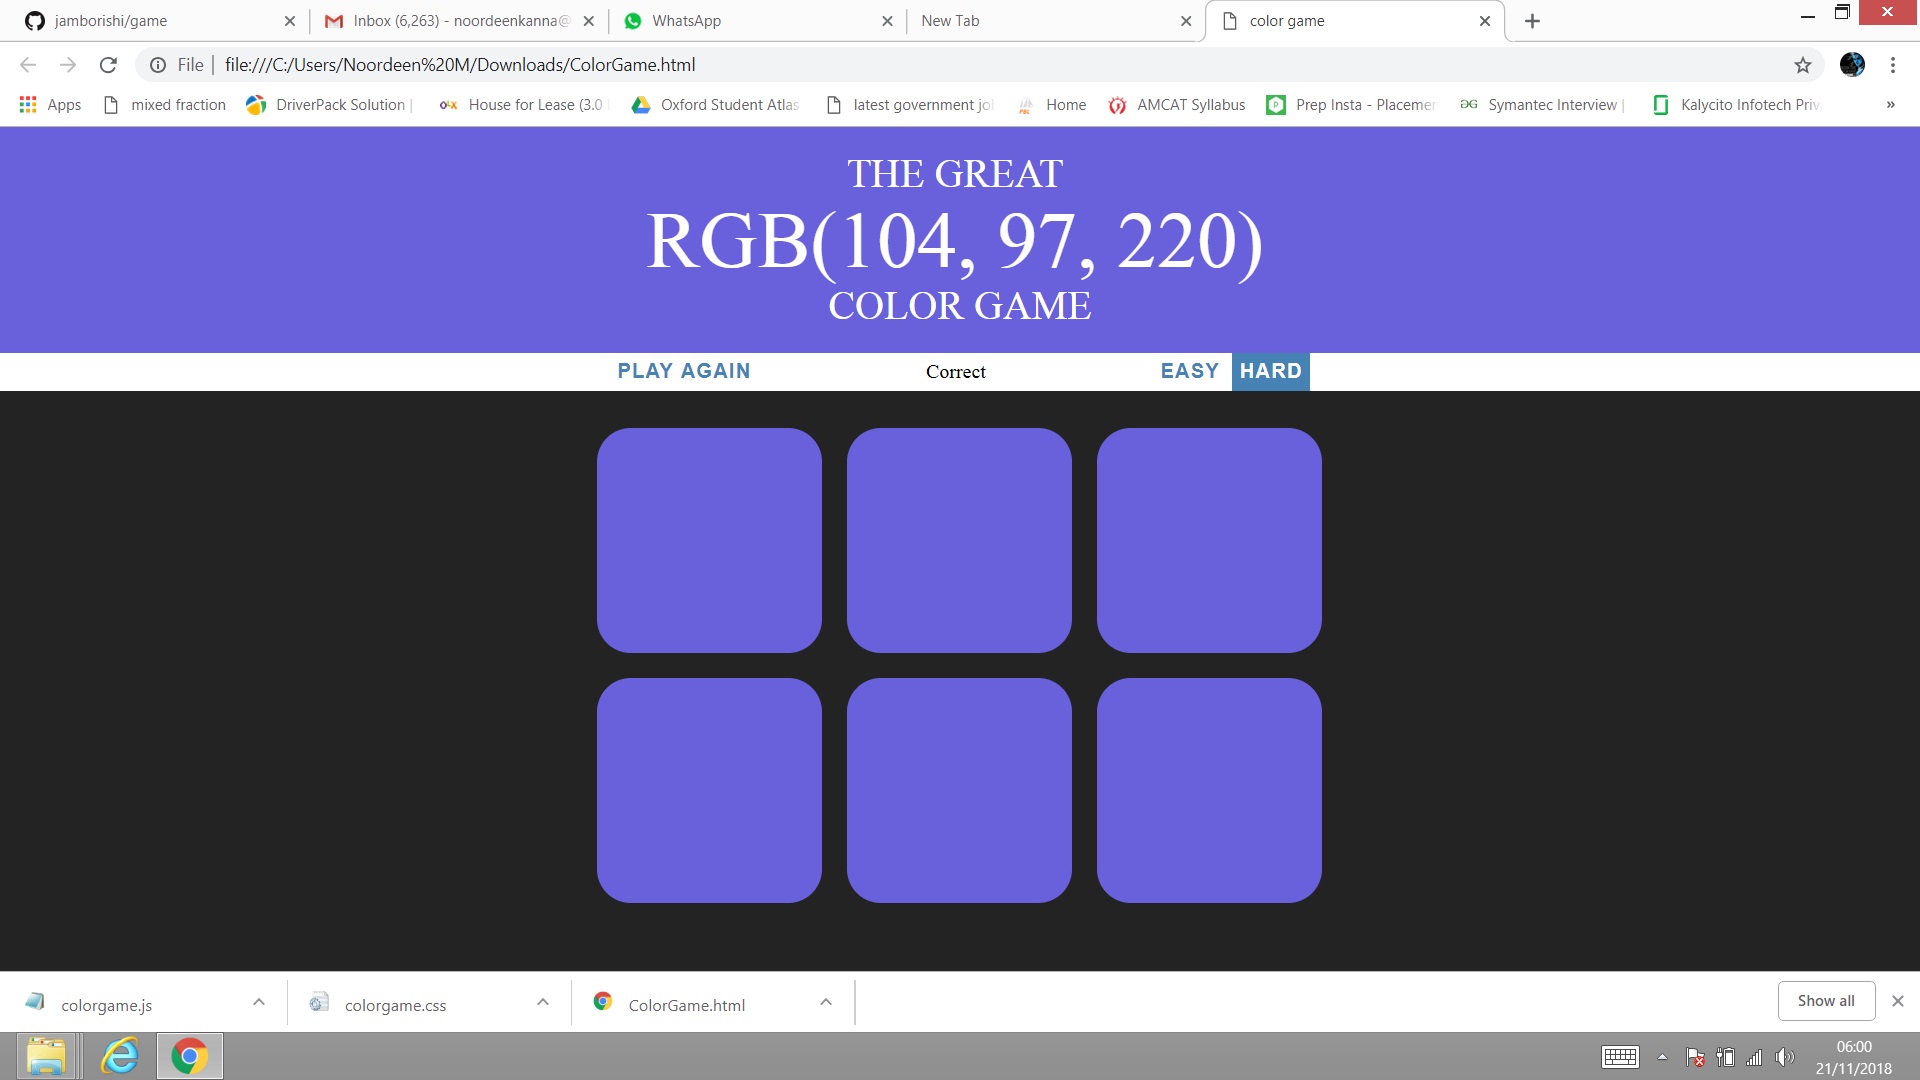 jamborishi/game
Inbox (6,263) - noordeenkanna@
WhatsApp
New Tab
color game
File
file:///C:/Users/Noordeen%20M/Downloads/ColorGame.html
Apps
mixed fraction
DriverPack Solution |
OLX
House for Lease (3.0
Oxford Student Atlas
latest government jo
Home
AMCAT Syllabus
Prep Insta - Placemer
Symantec Interview |
Kalycito Infotech Priv
»
THE GREAT
RGB(104, 97, 220)
COLOR GAME
PLAY AGAIN
Correct
EASY
HARD
colorgame.js
colorgame.css
ColorGame.html
Show all
06:00
21/11/2018